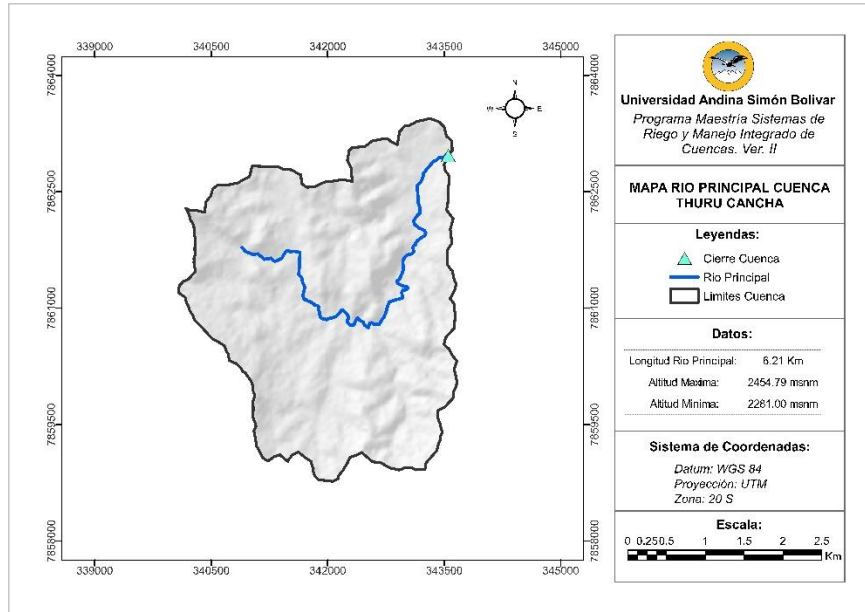 339000 340500 342000 343500 345000
7864000 7864000
N
W E
S
7862500 7862500
7861000 7861000
7859500 7859500
7858000 7858000
339000 340500 342000 343500 345000
Universidad Andina Simón Bolivar
Programa Maestría Sistemas de
Riego y Manejo Integrado de
Cuencas. Ver. II
MAPA RIO PRINCIPAL CUENCA
THURU CANCHA
Leyendas:
Cierre Cuenca
Rio Principal
Limites Cuenca
Datos:
Longitud Rio Principal: 6.21 Km
Altitud Maxima: 2454.79 msnm
Altitud Minima: 2261.00 msnm
Sistema de Coordenadas:
Datum: WGS 84
Proyección: UTM
Zona: 20 S
Escala:
0 0.25 0.5 1 1.5 2 2.5
Km